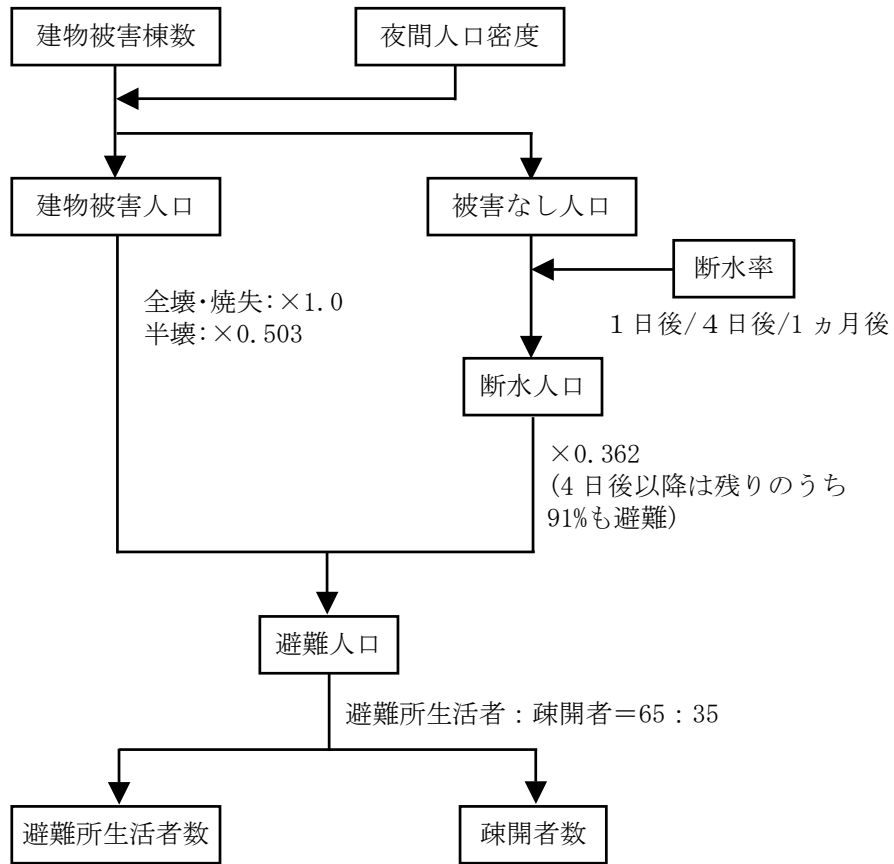 建物被害棟数
夜間人口密度
建物被害人口
被害なし人口
断水率
全壊・焼失：×1.0
半壊：×0.503
1日後/4日後/1ヵ月後
断水人口
×0.362
(4日後以降は残りのうち
91%も避難)
避難人口
避難所生活者：疎開者＝65：35
避難所生活者数
疎開者数